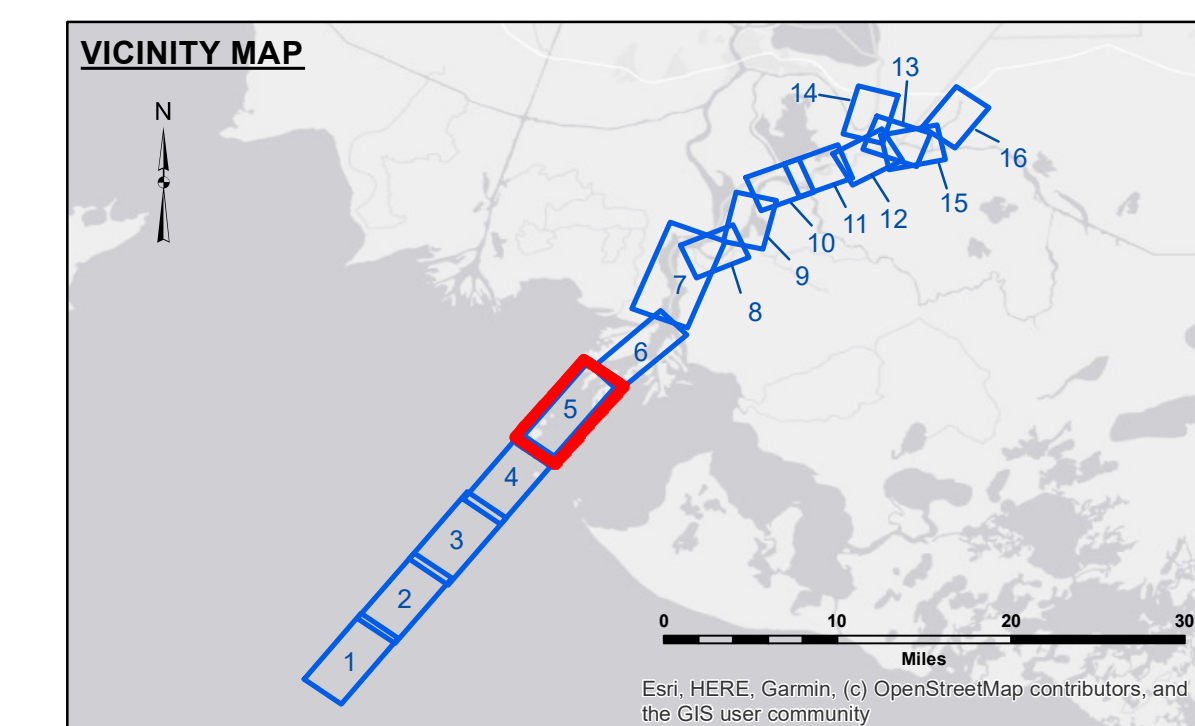 VICINITY MAP
N
13
14
16
15
12
11
10
9
7
8
6
5
4
3
2
1
0 10 20 30
Miles
Esri, HERE, Garmin, (c) OpenStreetMap contributors, and
the GIS user community